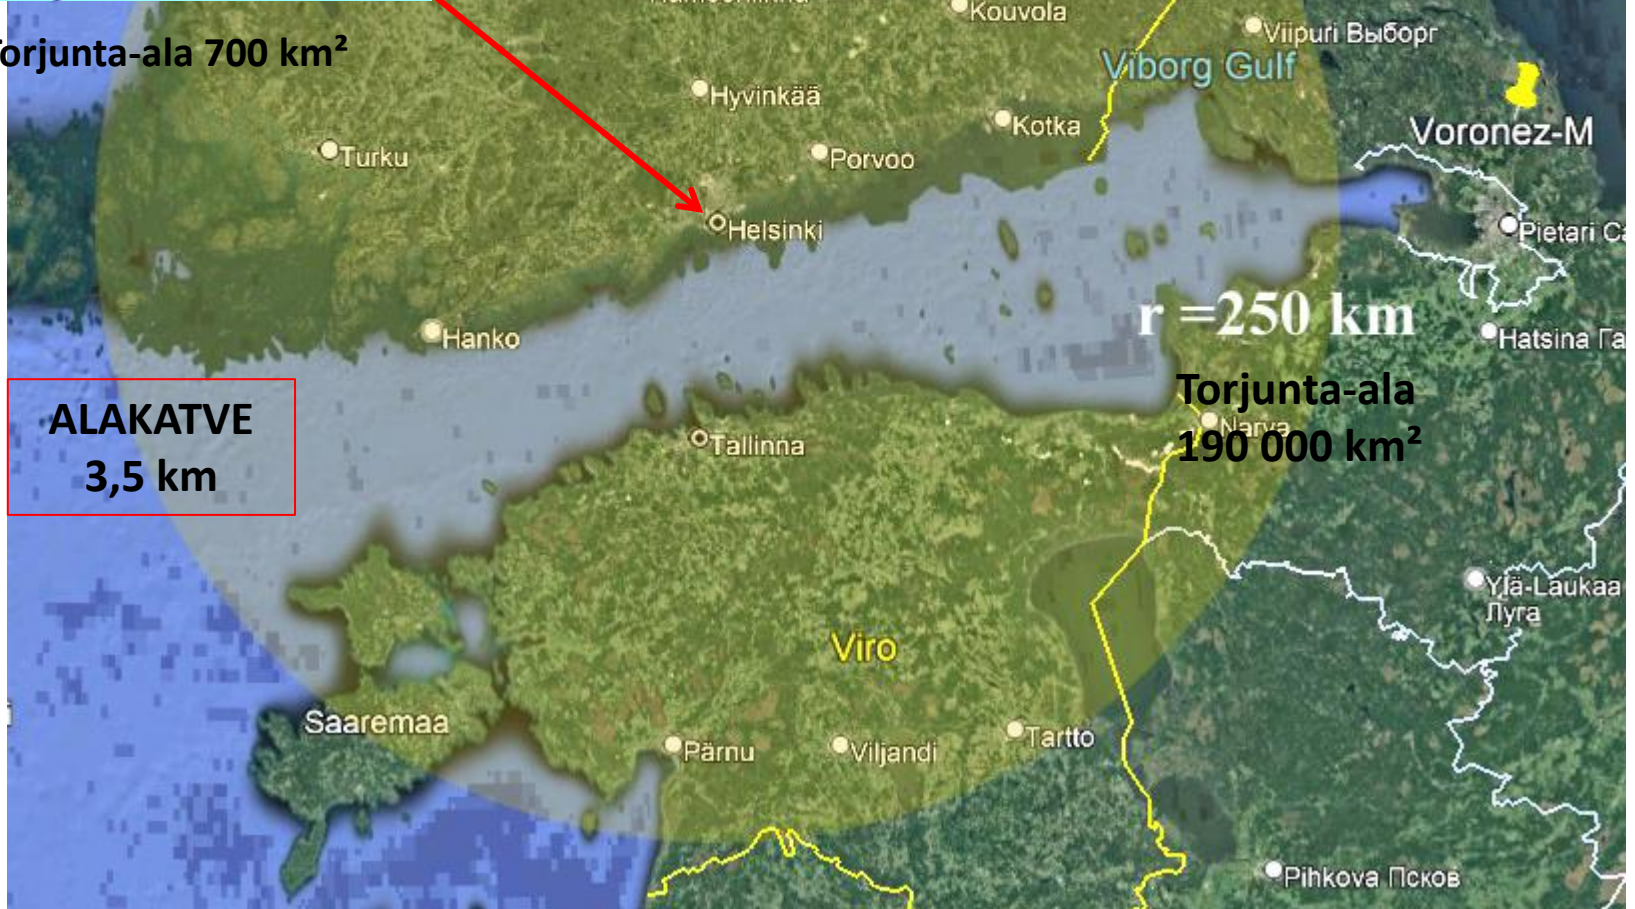 Kouvola
Viipuri Выборг
Torjunta-ala 700 km²
Viborg Gulf
Hyvinkää
Kotka
Voronez-M
Turku
Porvoo
Helsinki
Pietari
r =250 km
Hanko
Hatsina
Torjunta-ala
190 000 km²
ALAKATVE
3,5 km
Narva
Tallinna
Ylä-Laukaa
Луга
Viro
Saaremaa
Pärnu
Viljandi
Tartto
Pihkova Псков